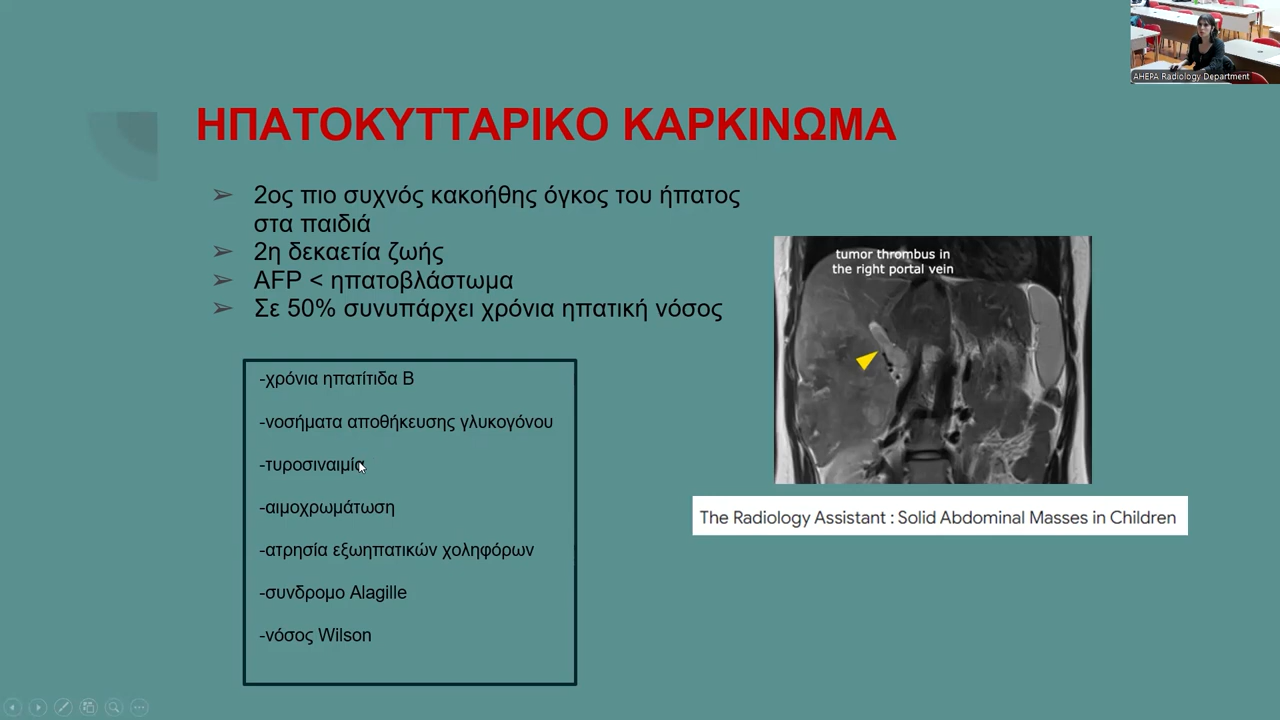 AHEPA Radiology Department
ΗΠΑΤΟΚΥΤΤΑΡΙΚΟ ΚΑΡΚΙΝΩΜΑ
➢ 2ος πιο συχνός κακοήθης όγκος του ήπατος
στα παιδιά
➢ 2η δεκαετία ζωής
➢ AFP < ηπατοβλάστωμα
➢ Σε 50% συνυπάρχει χρόνια ηπατική νόσος
-χρόνια ηπατίτιδα Β
-νοσήματα αποθήκευσης γλυκογόνου
-τυροσιναιμία
-αιμοχρωμάτωση
-ατρησία εξωηπατικών χοληφόρων
-συνδρομο Alagille
-νόσος Wilson
tumor thrombus in
the right portal vein
The Radiology Assistant : Solid Abdominal Masses in Children